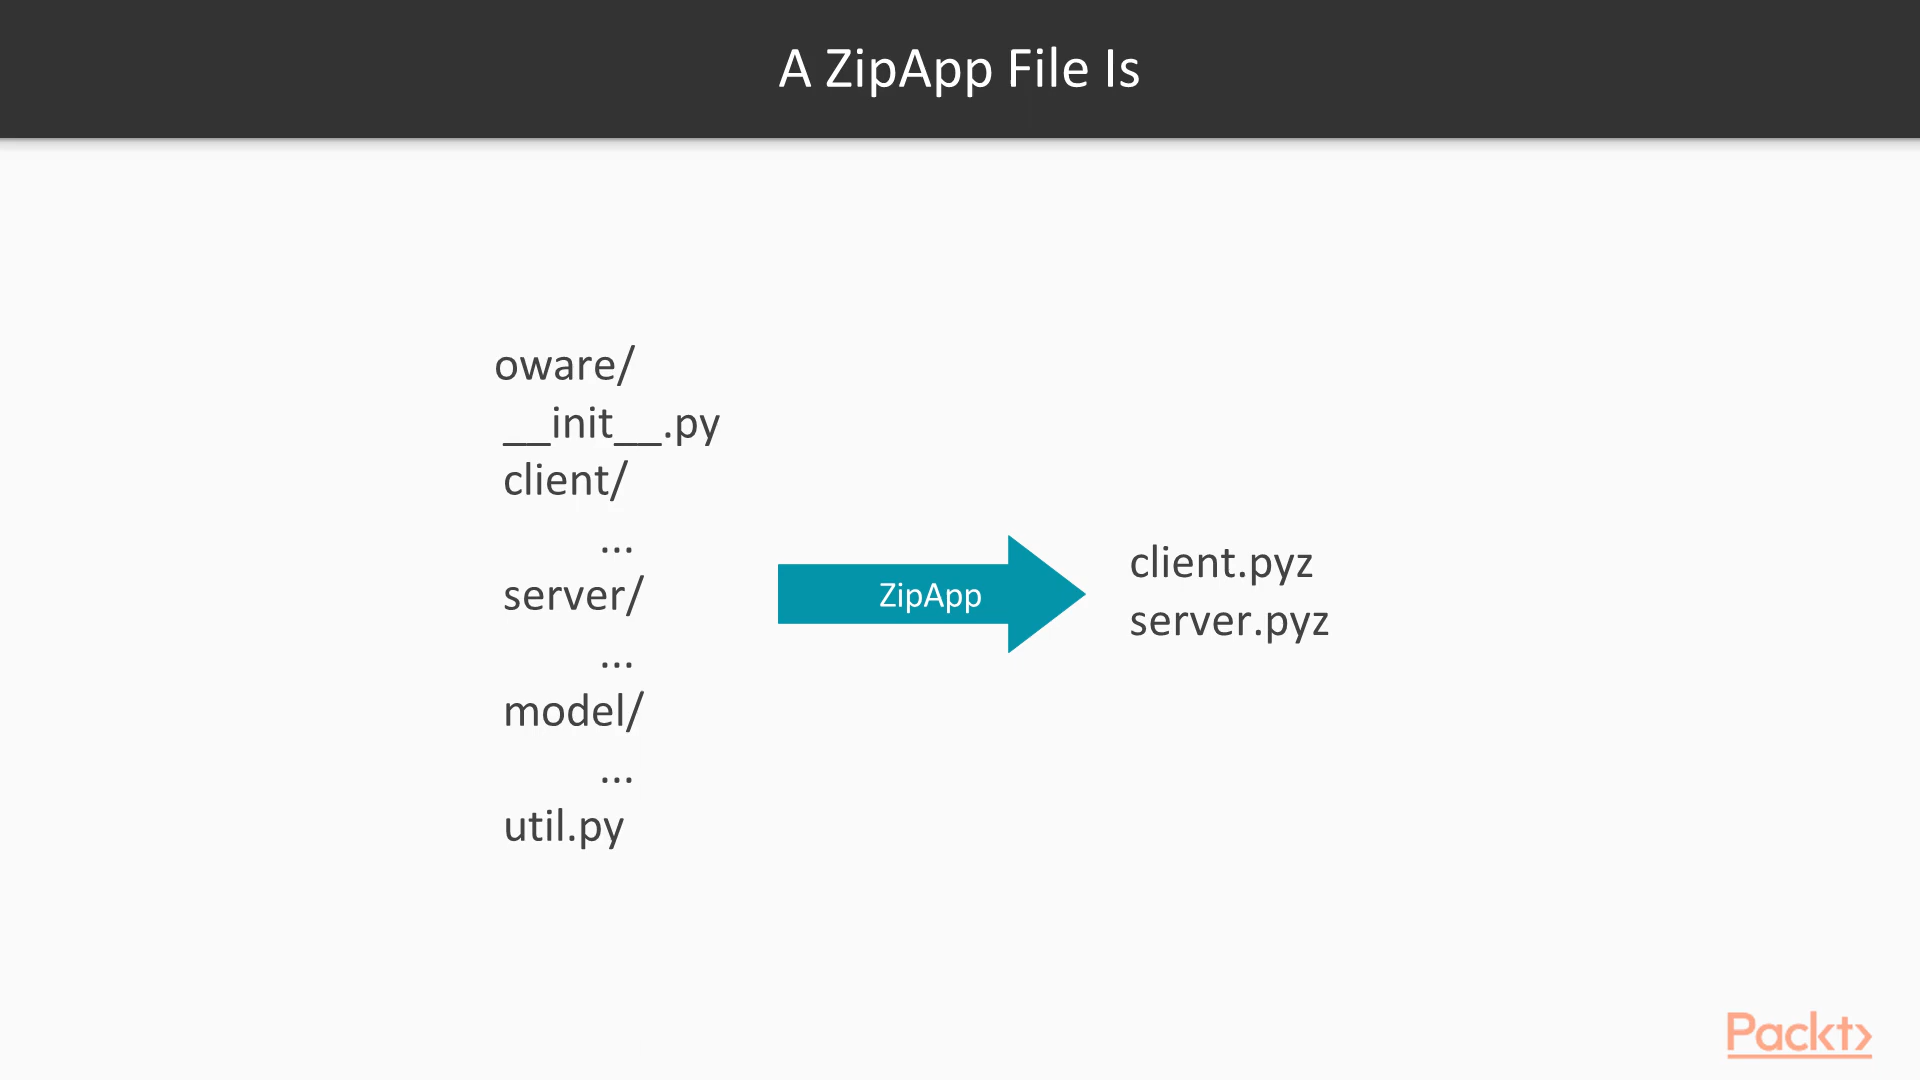 A ZipApp File Is
oware/
__init__.py
client/
...
server/
...
model/
...
util.py
ZipApp
client.pyz
server.pyz
Packt>